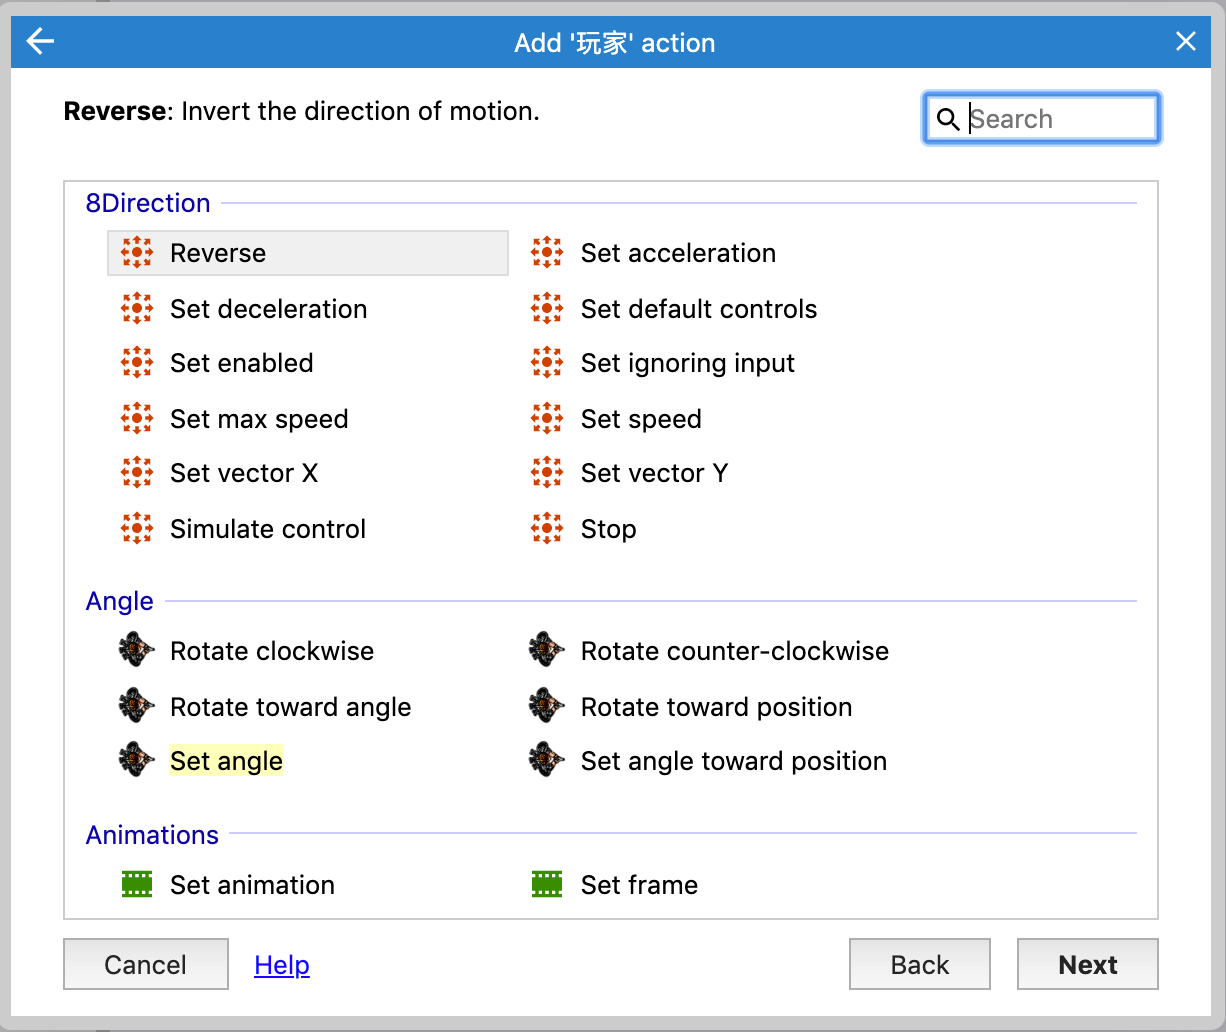 Add '玩家' action
Reverse: Invert the direction of motion.
Search
8Direction
Reverse
Set acceleration
Set deceleration
Set default controls
Set enabled
Set ignoring input
Set max speed
Set speed
Set vector X
Set vector Y
Simulate control
Stop
Angle
Rotate clockwise
Rotate counter-clockwise
Rotate toward angle
Rotate toward position
Set angle
Set angle toward position
Animations
Set animation
Set frame
Cancel
Help
Back
Next